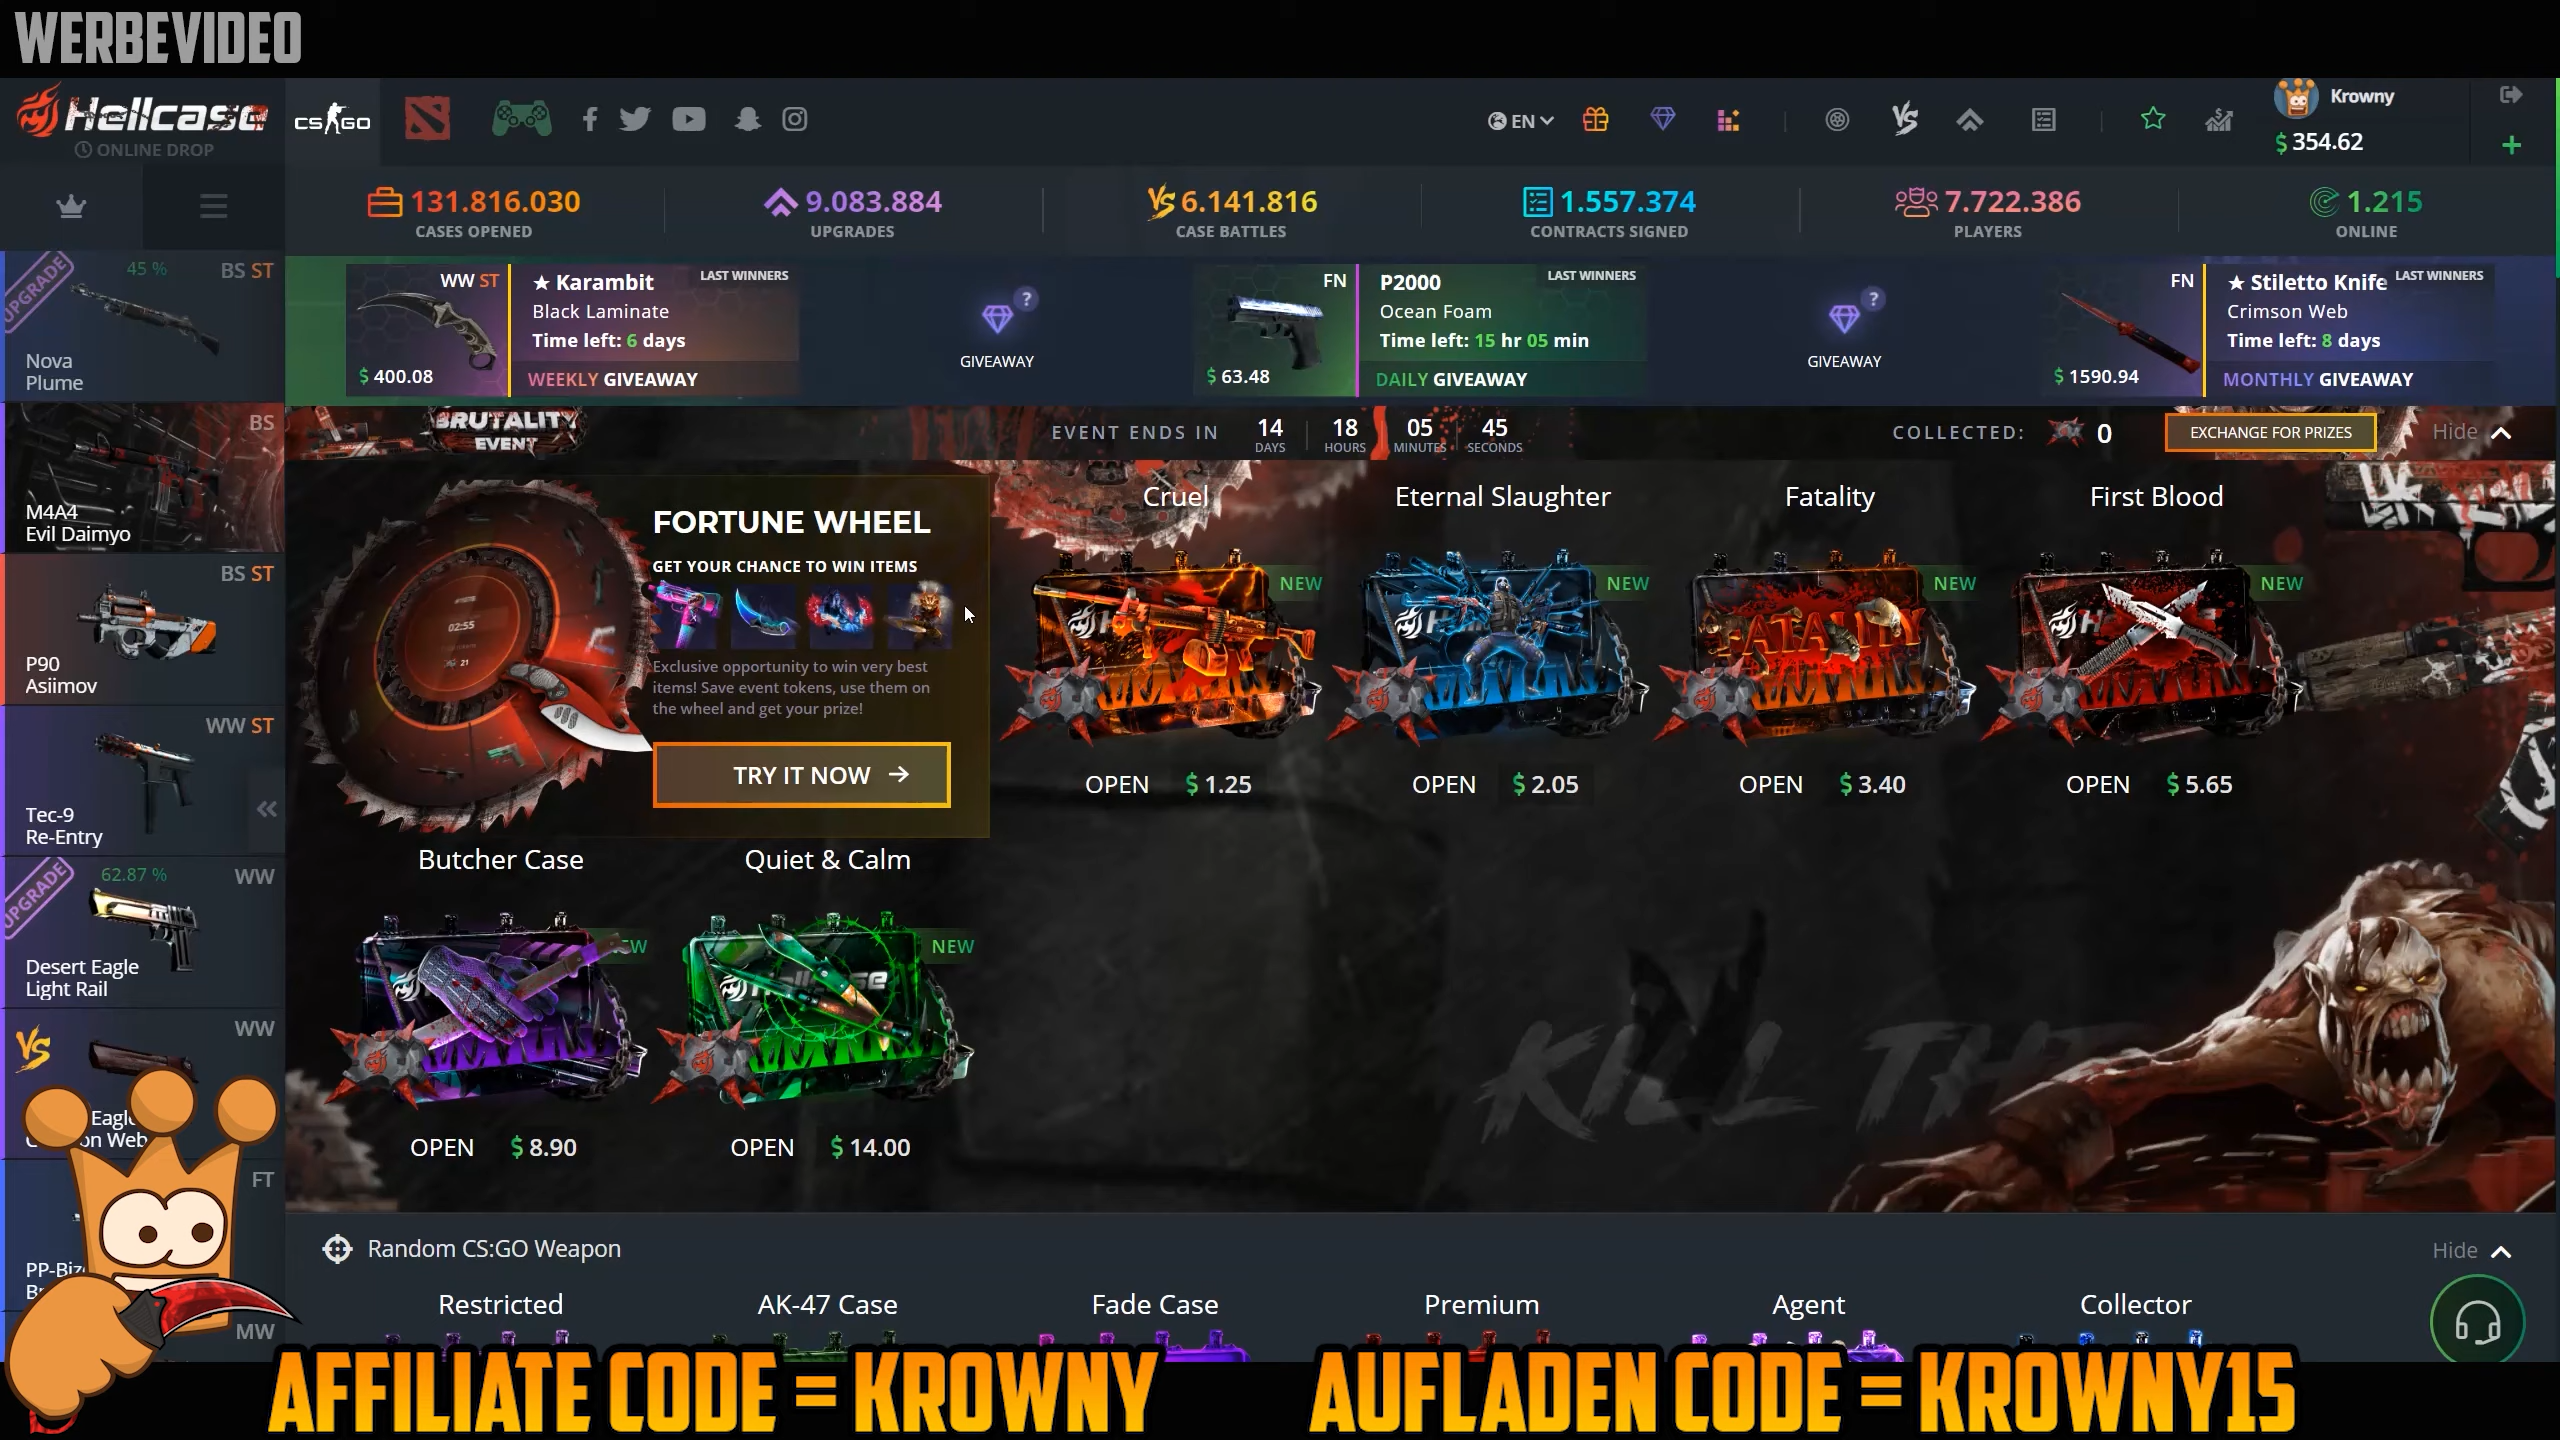 WERBEVIDEO
Hellcase
ONLINE DROP
CS GO
EN
Krowny
$ 354.62
131.816.030
CASES OPENED
9.083.884
UPGRADES
VS 6.141.816
CASE BATTLES
1.557.374
CONTRACTS SIGNED
7.722.386
PLAYERS
1.215
ONLINE
UPGRADE
45 %
BS ST
Nova
Plume
BS
M4A4
Evil Daimyo
BS ST
P90
Asiimov
WW ST
Tec-9
Re-Entry
UPGRADE
62.87 %
WW
Desert Eagle
Light Rail
VS
WW
FT
MW
WW ST
★ Karambit
LAST WINNERS
Black Laminate
Time left: 6 days
$ 400.08
WEEKLY GIVEAWAY
?
GIVEAWAY
FN
P2000
LAST WINNERS
Ocean Foam
Time left: 15 hr 05 min
$ 63.48
DAILY GIVEAWAY
?
GIVEAWAY
FN
★ Stiletto Knife
LAST WINNERS
Crimson Web
Time left: 8 days
$ 1590.94
MONTHLY GIVEAWAY
BRUTALITY
EVENT
EVENT ENDS IN
14 18 05 45
DAYS HOURS MINUTES SECONDS
COLLECTED: 0
EXCHANGE FOR PRIZES
Hide
FORTUNE WHEEL
GET YOUR CHANCE TO WIN ITEMS
Exclusive opportunity to win very best
items! Save event tokens, use them on
the wheel and get your prize!
TRY IT NOW
02:55
21
Cruel
NEW
OPEN $ 1.25
Eternal Slaughter
NEW
OPEN $ 2.05
Fatality
NEW
FATALITY
OPEN $ 3.40
First Blood
NEW
OPEN $ 5.65
Butcher Case
OPEN $ 8.90
Quiet & Calm
NEW
OPEN $ 14.00
KILL TH
Random CS:GO Weapon
Hide
Restricted
AK-47 Case
Fade Case
Premium
Agent
Collector
AFFILIATE CODE = KROWNY
AUFLADEN CODE = KROWNY15